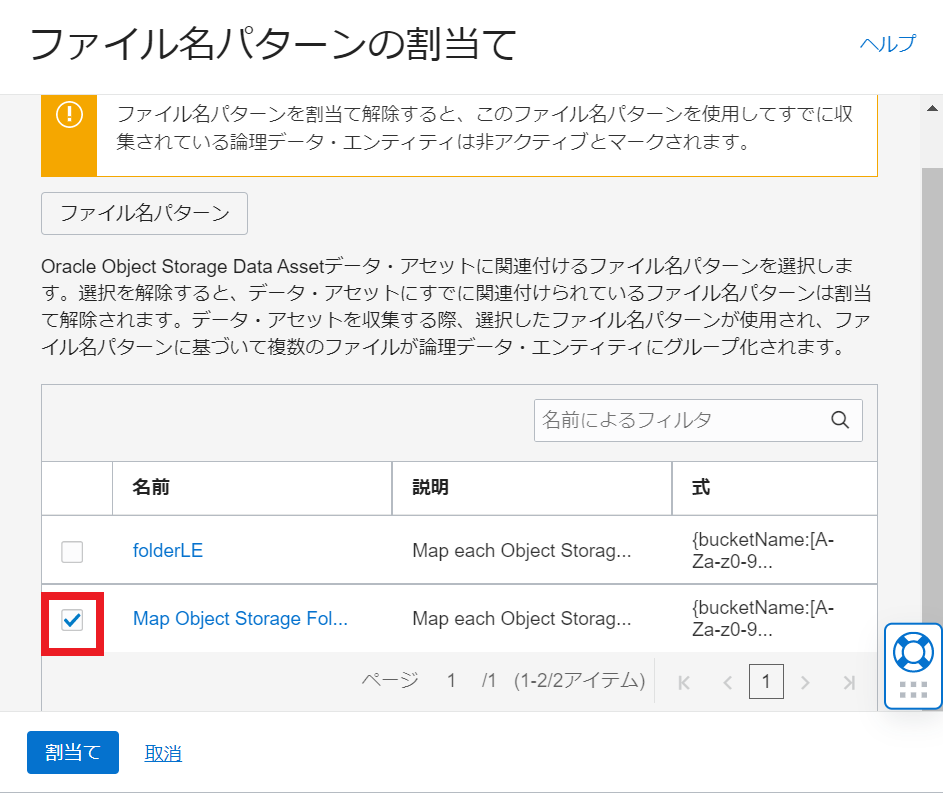 ファイル名パターンの割当て
ヘルプ
ファイル名パターンを割当て解除すると、このファイル名パターンを使用してすでに収
集されている論理データ・エンティティは非アクティブとマークされます。
ファイル名パターン
Oracle Object Storage Data Assetデータ・アセットに関連付けるファイル名パターンを選択しま
す。選択を解除すると、データ・アセットにすでに関連付けられているファイル名パターンは割当
て解除されます。データ・アセットを収集する際、選択したファイル名パターンが使用され、ファ
イル名パターンに基づいて複数のファイルが論理データ・エンティティにグループ化されます。
名前によるフィルタ
名前 説明 式
folderLE Map each Object Storag... {bucketName:[A-
Za-z0-9...
Map Object Storage Fol... Map each Object Storag... {bucketName:[A-
Za-z0-9...
ページ 1 /1 (1-2/2アイテム) 1
割当て 取消